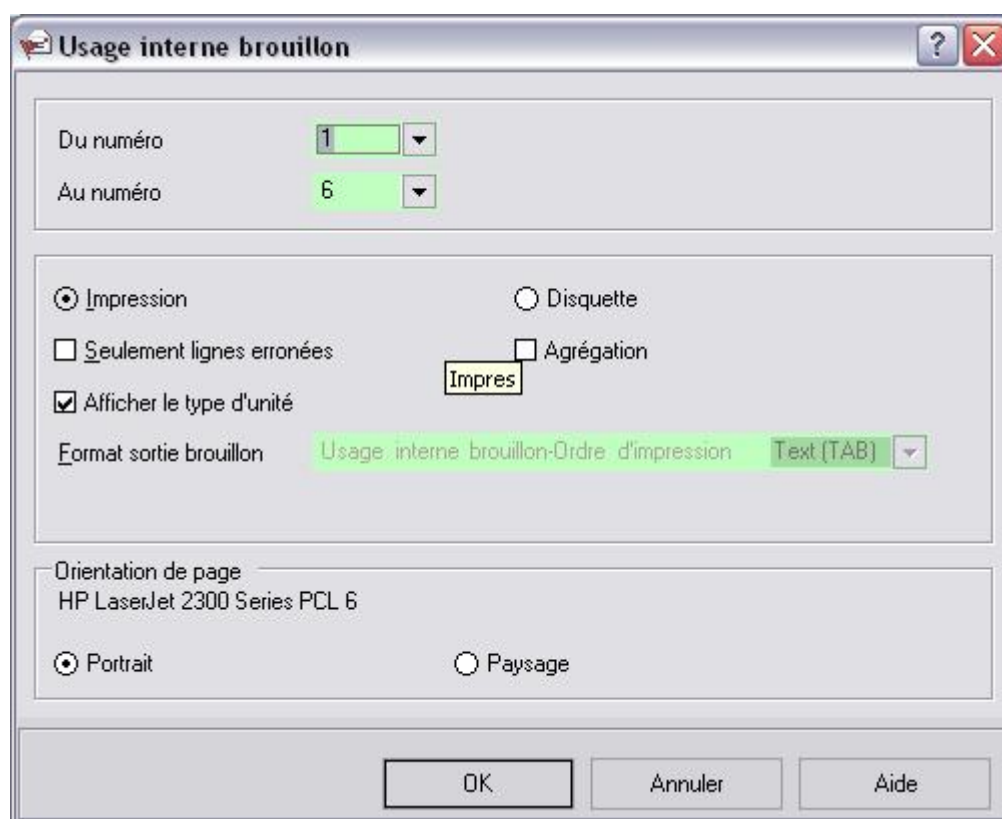 Usage interne brouillon
Du numéro 1
Au numéro 6
Impression Disquette
Seulement lignes erronées Agrégation
Impres
Afficher le type d'unité
Format sortie brouillon Usage interne brouillon-Ordre d'impression Text (TAB)
Orientation de page
HP LaserJet 2300 Series PCL 6
Portrait Paysage
OK Annuler Aide